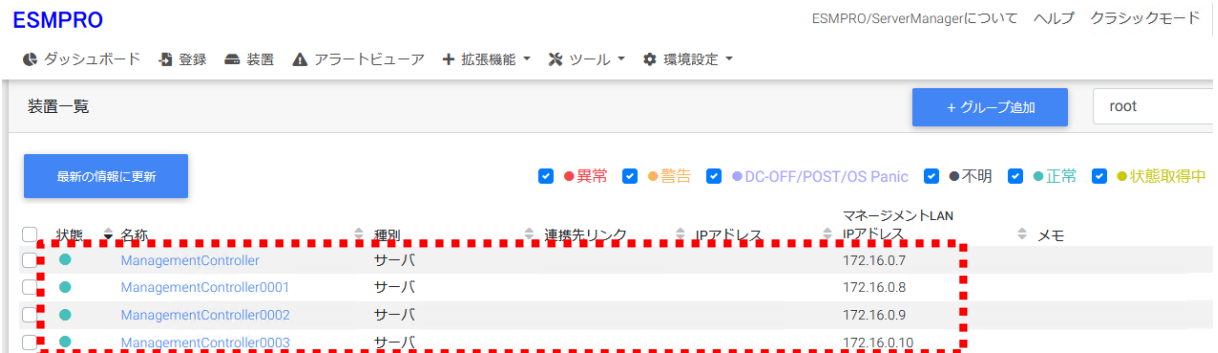 ESMPRO
ESMPRO/ServerManagerについて ヘルプ クラシックモード
ダッシュボード 登録 装置 アラートビューア 拡張機能 ツール 環境設定
装置一覧
+ グループ追加
root
最新の情報に更新
異常 警告 DC-OFF/POST/OS Panic 不明 正常 状態取得中
状態 名称 種別 連携先リンク IPアドレス マネージメントLAN IPアドレス メモ
ManagementController サーバ 172.16.0.7
ManagementController0001 サーバ 172.16.0.8
ManagementController0002 サーバ 172.16.0.9
ManagementController0003 サーバ 172.16.0.10